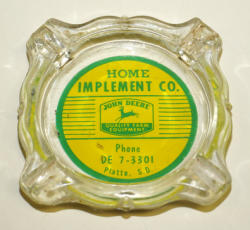 HOME
IMPLEMENT CO.
JOHN DEERE
QUALITY FARM
EQUIPMENT
Phone
DE 7-3301
Platte, S.D.